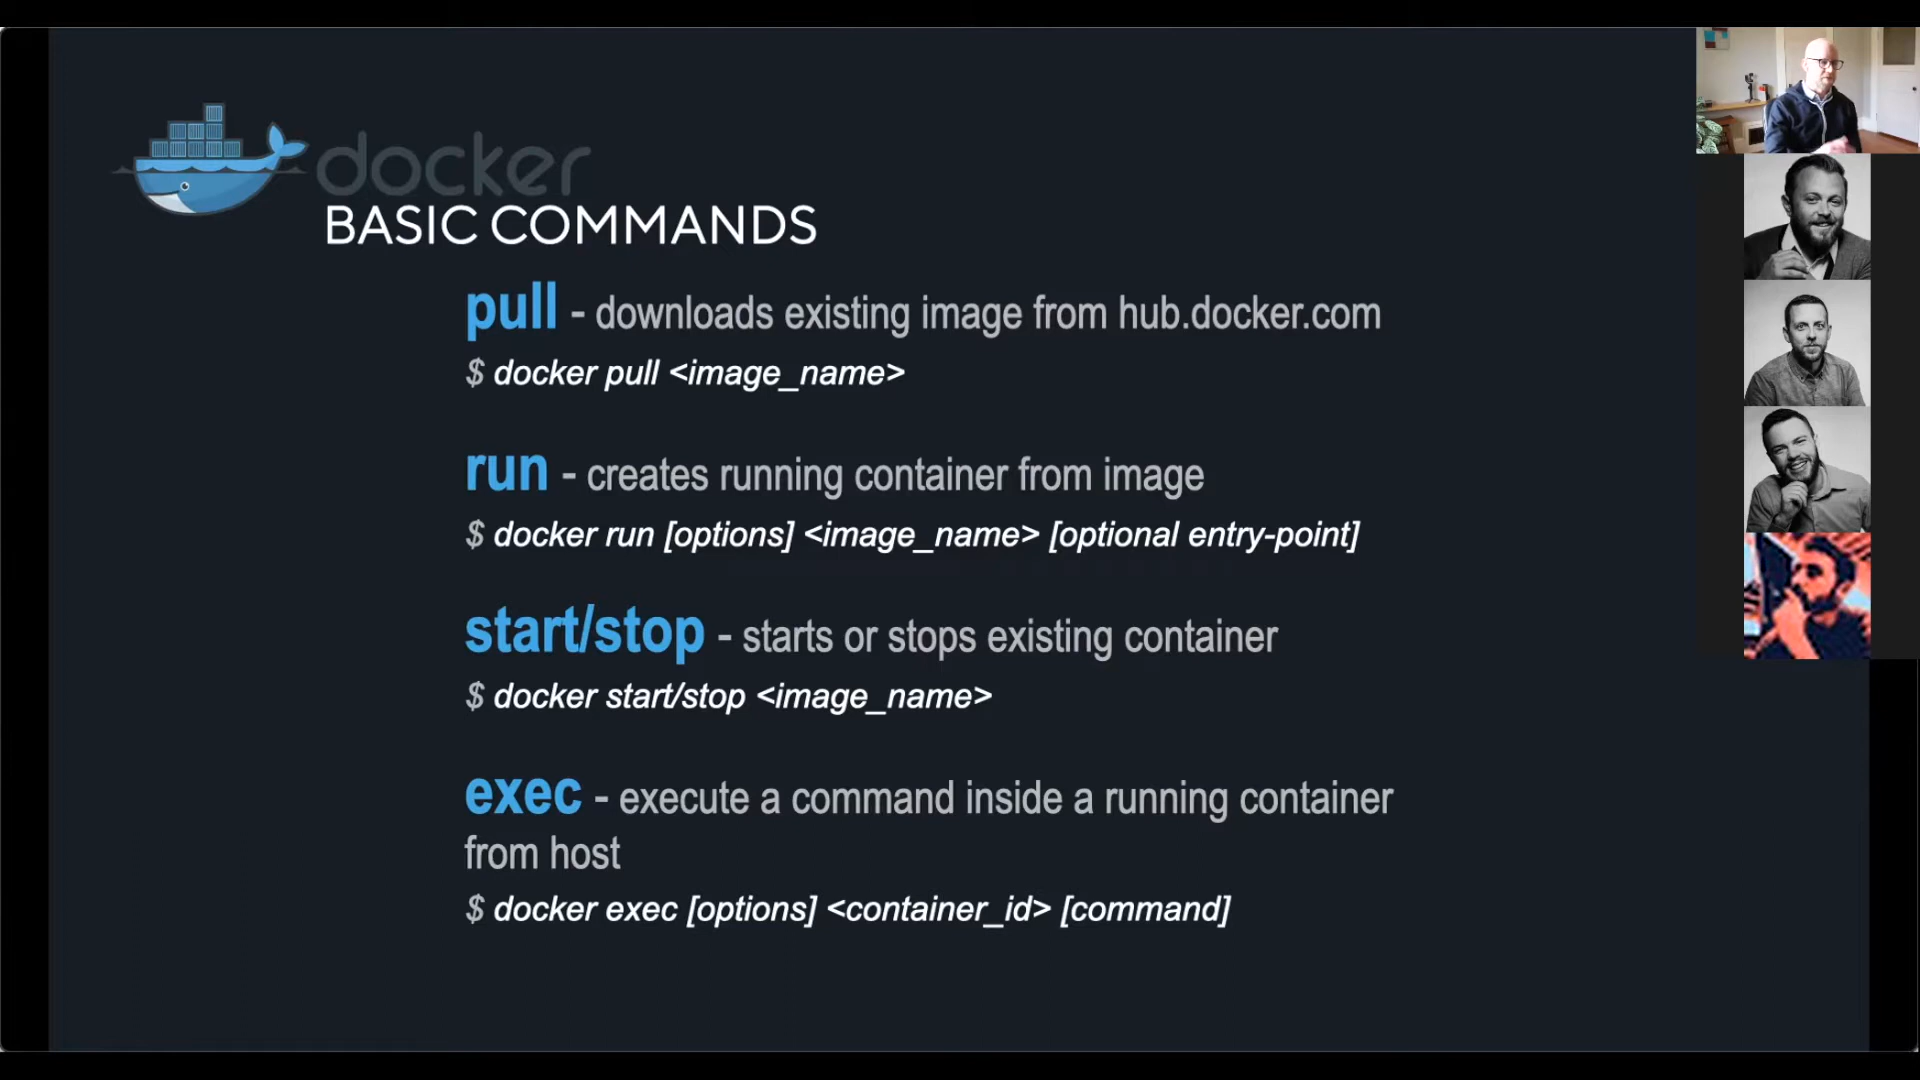 docker
BASIC COMMANDS
pull - downloads existing image from hub.docker.com
$ docker pull <image_name>
run - creates running container from image
$ docker run [options] <image_name> [optional entry-point]
start/stop - starts or stops existing container
$ docker start/stop <image_name>
exec - execute a command inside a running container
from host
$ docker exec [options] <container_id> [command]